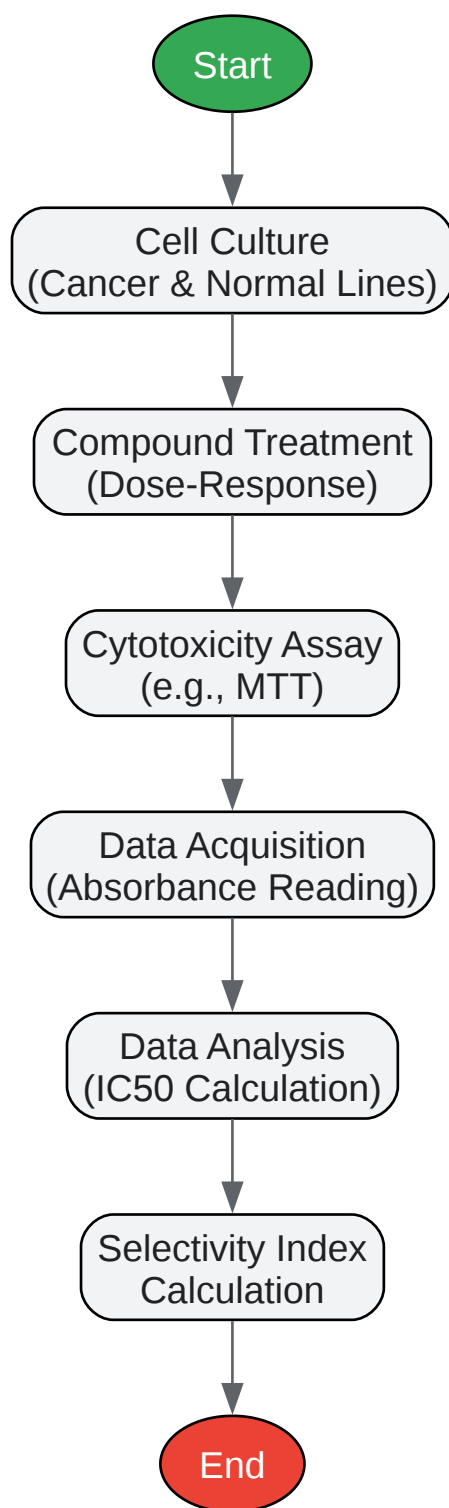 Start
Cell Culture
(Cancer & Normal Lines)
Compound Treatment
(Dose-Response)
Cytotoxicity Assay
(e.g., MTT)
Data Acquisition
(Absorbance Reading)
Data Analysis
(IC50 Calculation)
Selectivity Index
Calculation
End